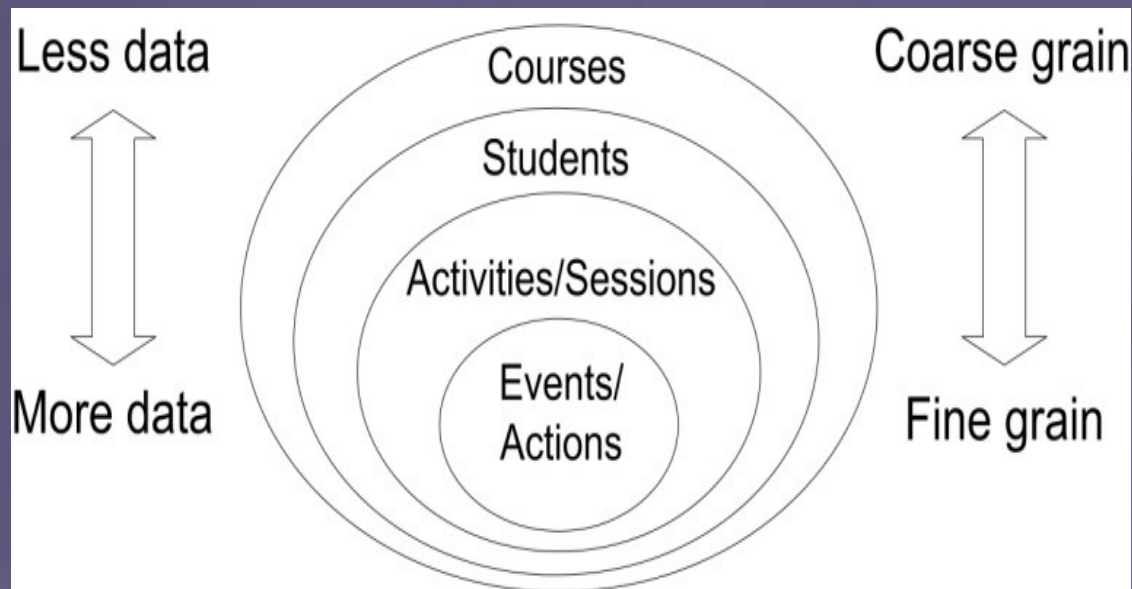 Less data
Courses
Coarse grain
Students
Activities/Sessions
Events/
Actions
More data
Fine grain